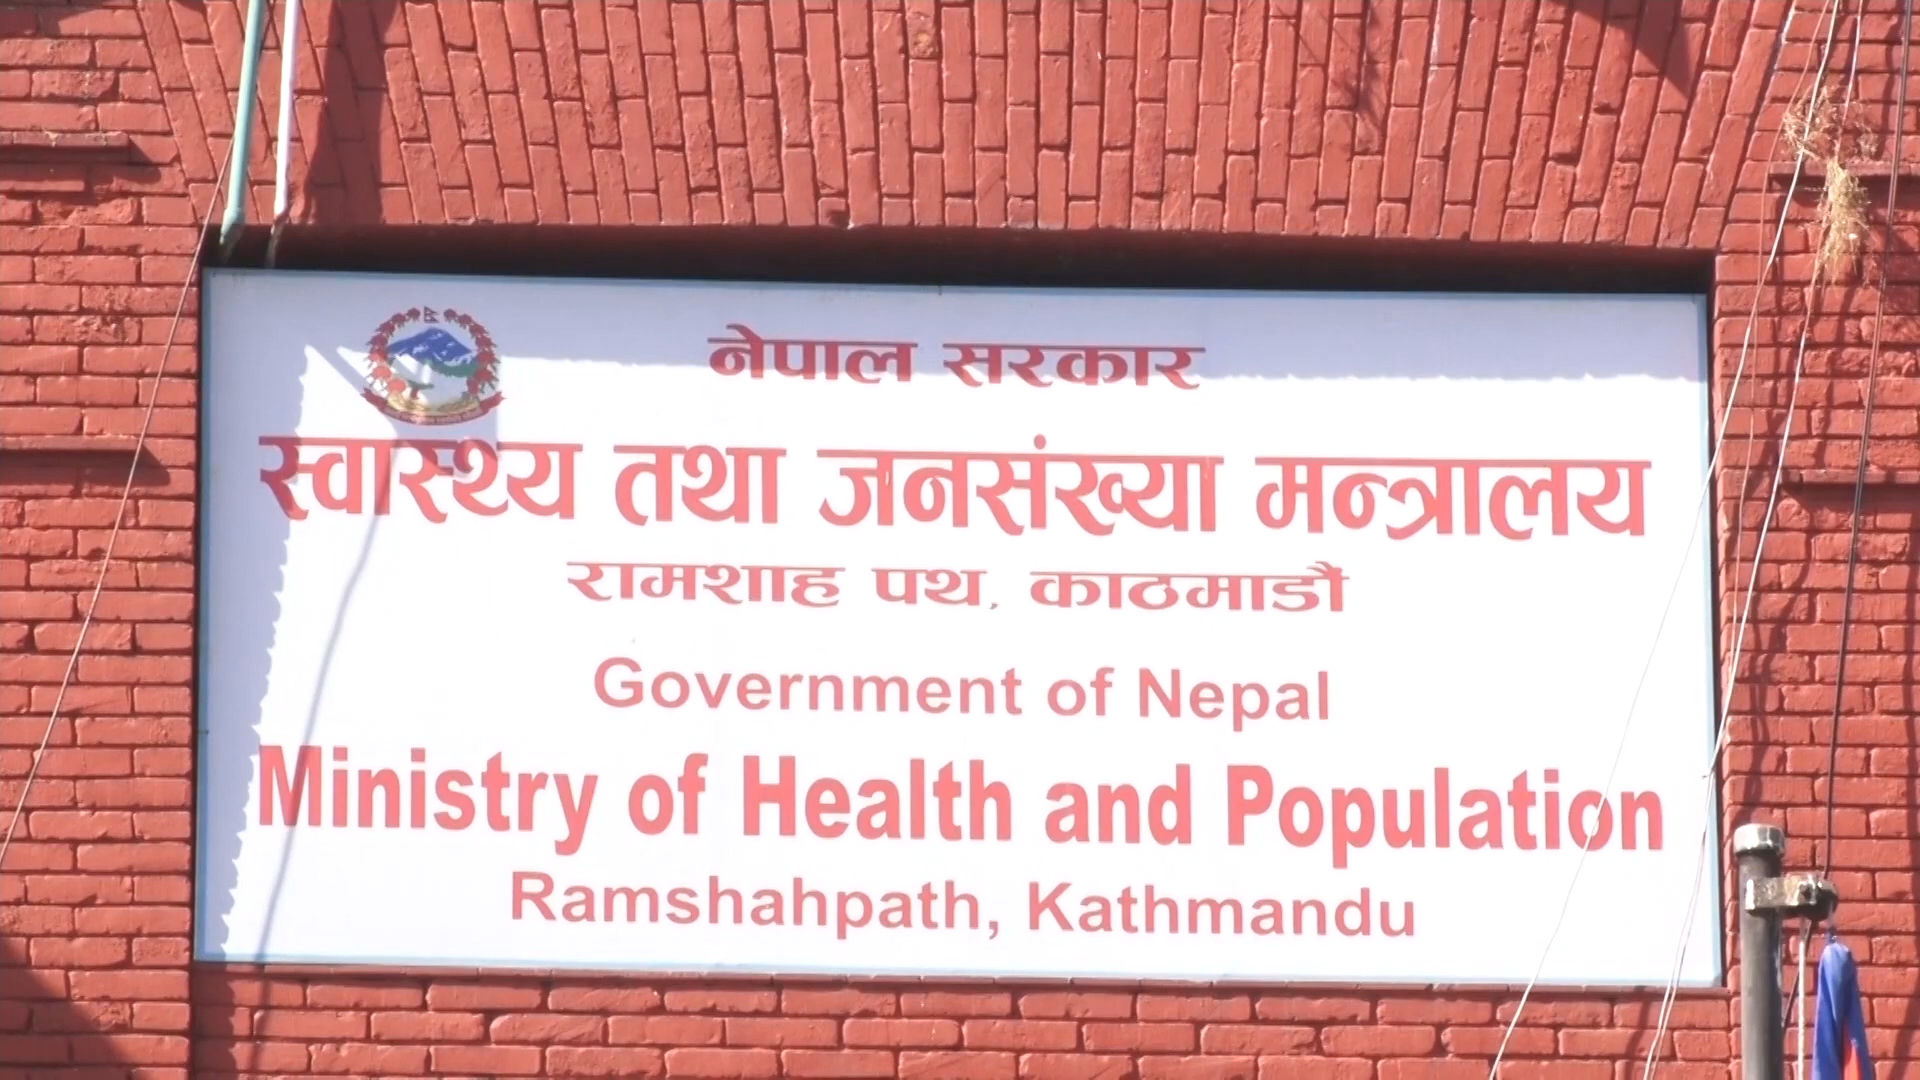 नेपाल सरकार
स्वास्थ्य तथा जनसंख्या मन्त्रालय
रामशाह पथ, काठमाडौं
Government of Nepal
Ministry of Health and Population
Ramshahpath, Kathmandu